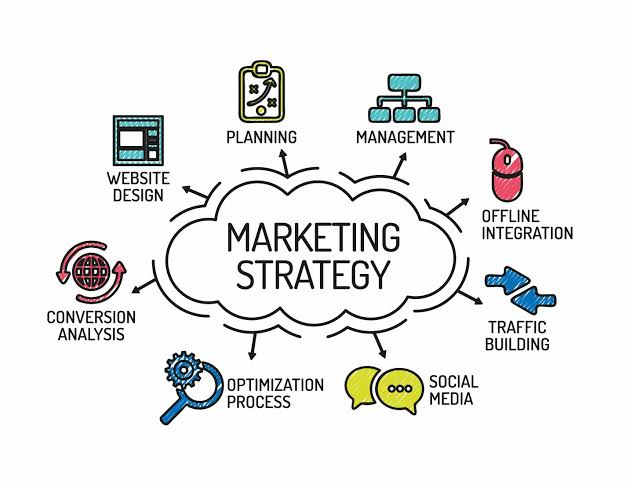 PLANNING
MANAGEMENT
WEBSITE
DESIGN
OFFLINE
INTEGRATION
MARKETING
STRATEGY
CONVERSION
ANALYSIS
TRAFFIC
BUILDING
OPTIMIZATION
PROCESS
SOCIAL
MEDIA